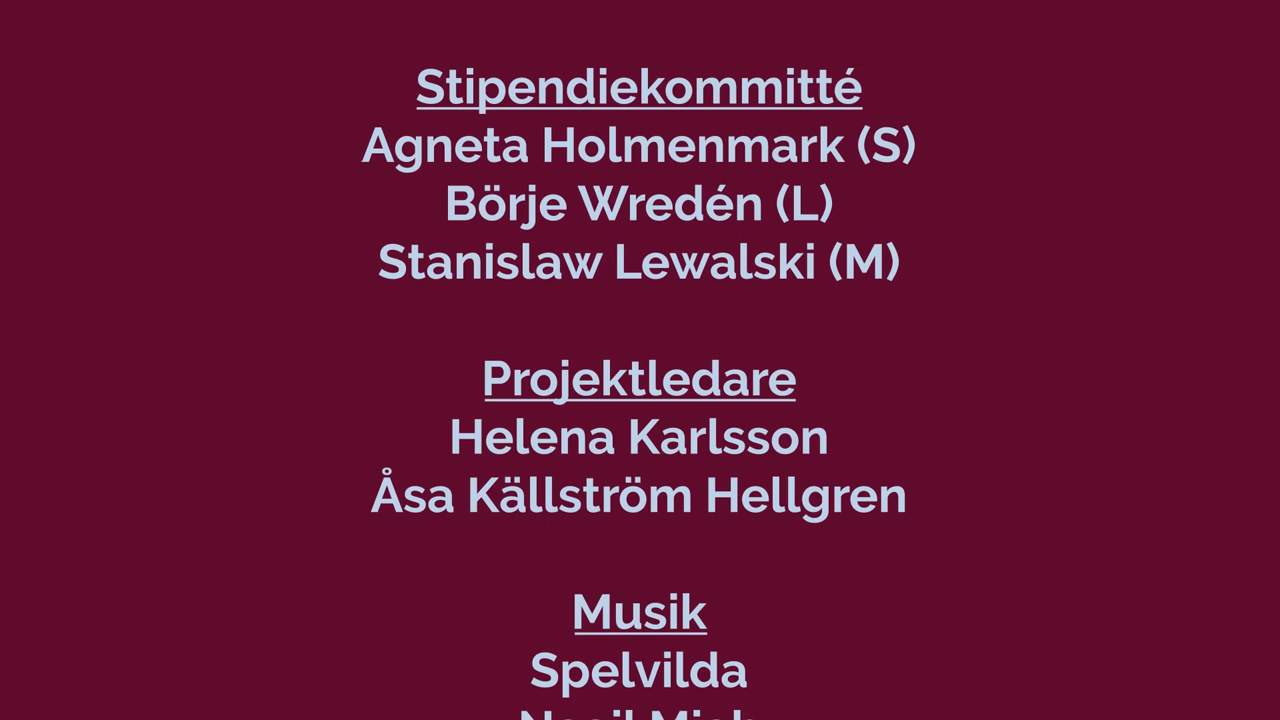 Stipendiekommitté
Agneta Holmenmark (S)
Börje Wredén (L)
Stanislaw Lewalski (M)
Projektledare
Helena Karlsson
Åsa Källström Hellgren
Musik
Spelvilda